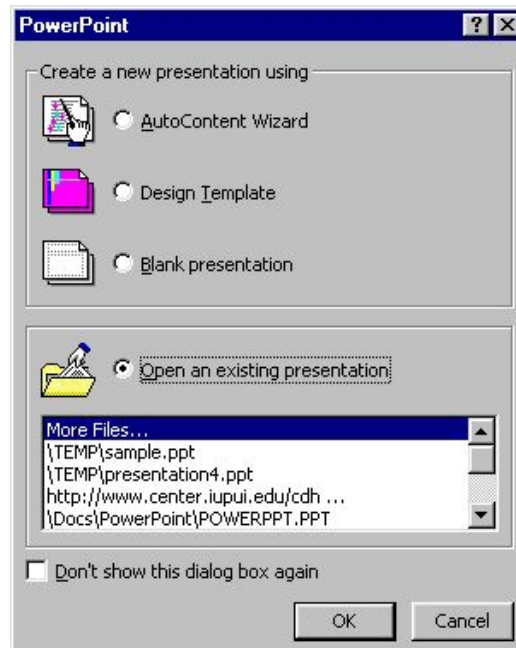 PowerPoint
Create a new presentation using
AutoContent Wizard
Design Template
Blank presentation
Open an existing presentation
More Files...
\TEMP\sample.ppt
\TEMP\presentation4.ppt
http://www.center.iupui.edu/cdh ...
\Docs\PowerPoint\POWERPPT.PPT
Don't show this dialog box again
OK Cancel